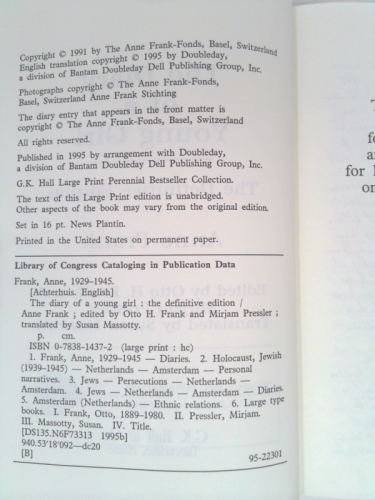 Copyright © 1991 by The Anne Frank-Fonds, Basel, Switzerland
English translation copyright © 1995 by Doubleday,
a division of Bantam Doubleday Dell Publishing Group, Inc.
Photographs copyright © The Anne Frank-Fonds,
Basel, Switzerland Anne Frank Stichting
The diary entry that appears in the front matter is
copyright © The Anne Frank-Fonds, Basel, Switzerland
All rights reserved.
Published in 1995 by arrangement with Doubleday,
a division of Bantam Doubleday Dell Publishing Group, Inc.
G.K. Hall Large Print Perennial Bestseller Collection.
The text of this Large Print edition is unabridged.
Other aspects of the book may vary from the original edition.
Set in 16 pt. News Plantin.
Printed in the United States on permanent paper.
Library of Congress Cataloging in Publication Data
Frank, Anne, 1929-1945.
[Achterhuis. English]
The diary of a young girl : the definitive edition /
Anne Frank ; edited by Otto H. Frank and Mirjam Pressler ;
translated by Susan Massotty.
p. cm.
ISBN 0-7838-1437-2 (large print : hc)
1. Frank, Anne, 1929-1945 — Diaries. 2. Holocaust, Jewish
(1939-1945) — Netherlands — Amsterdam — Personal
narratives. 3. Jews — Persecutions — Netherlands —
Amsterdam. 4. Jews — Netherlands — Amsterdam — Diaries.
5. Amsterdam (Netherlands) — Ethnic relations. 6. Large type
books. I. Frank, Otto, 1889-1980. II. Pressler, Mirjam.
III. Massotty, Susan. IV. Title.
[DS135.N6F73313 1995b]
940.53'18'092—dc20
[B]
95-22301
for